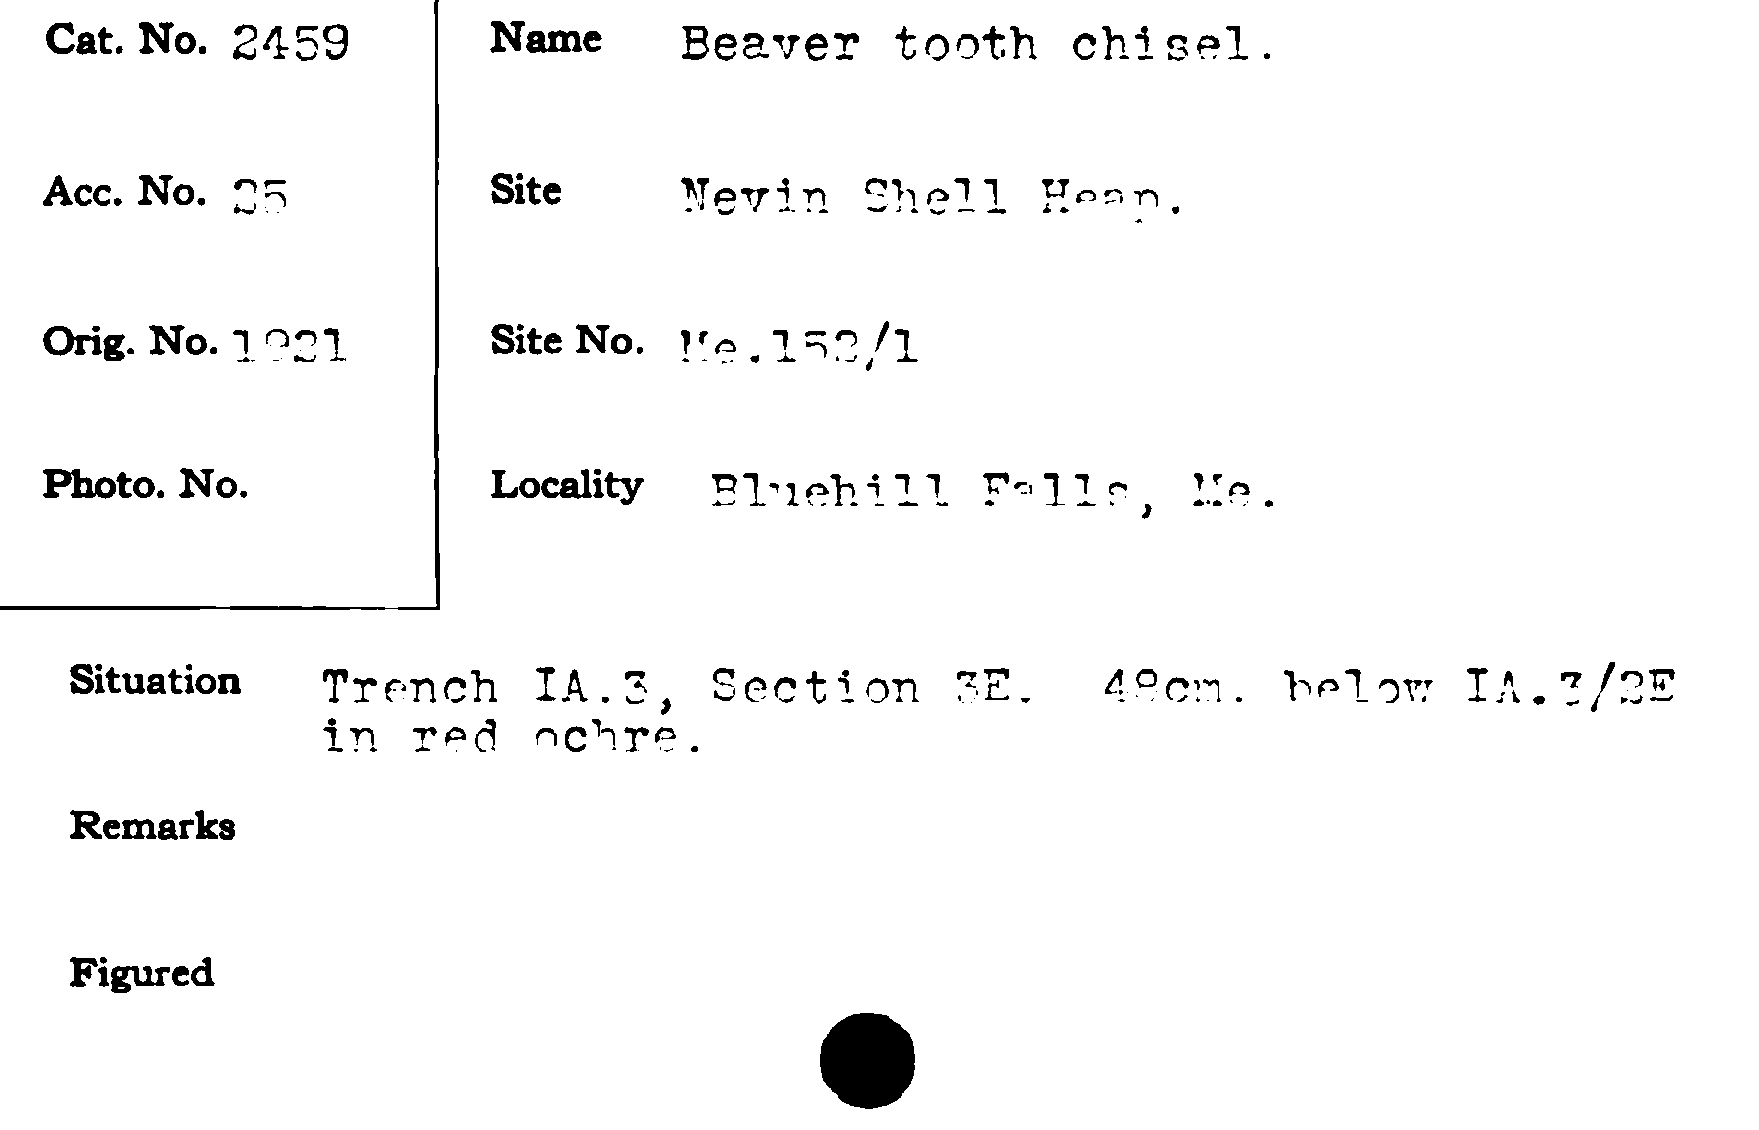 Cat. No. 2459
Name Beaver tooth chisel.
Acc. No. 25
Site Nevin Shell Heap.
Orig. No. 1921
Site No. Me.152/1
Photo. No.
Locality Bluehill Falls, Me.
Situation Trench IA.3, Section 3E. 48cm. below IA.3/2E
in red ochre.
Remarks
Figured